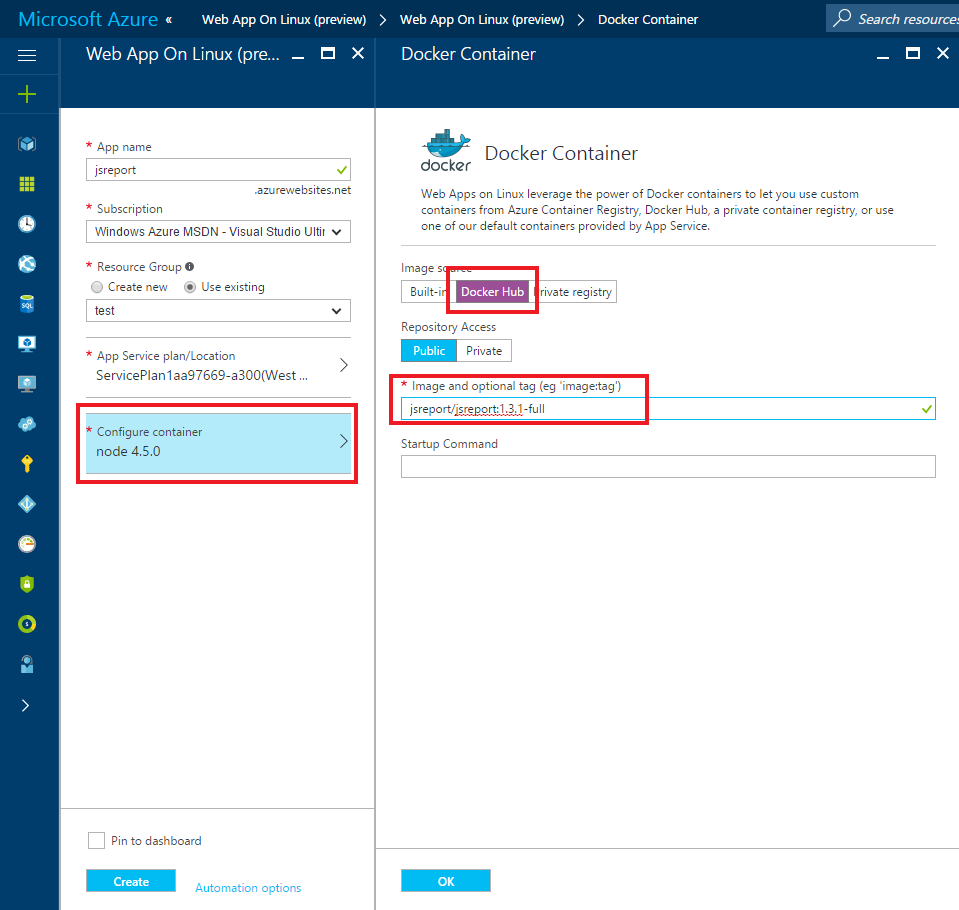 Microsoft Azure «
Web App On Linux (preview) > Web App On Linux (preview) > Docker Container
Search resources
Web App On Linux (pre...
* App name
jsreport
.azurewebsites.net
* Subscription
Windows Azure MSDN - Visual Studio Ultir
* Resource Group
Create new
Use existing
test
* App Service plan/Location
ServicePlan1aa97669-a300(West ...
* Configure container
node 4.5.0
Pin to dashboard
Create
Automation options
Docker Container
docker
Docker Container
Web Apps on Linux leverage the power of Docker containers to let you use custom
containers from Azure Container Registry, Docker Hub, a private container registry, or use
one of our default containers provided by App Service.
Image source
Built-in
Docker Hub
Private registry
Repository Access
Public
Private
* Image and optional tag (eg 'image:tag')
jsreport/jsreport:1.3.1-full
Startup Command
OK
SQL